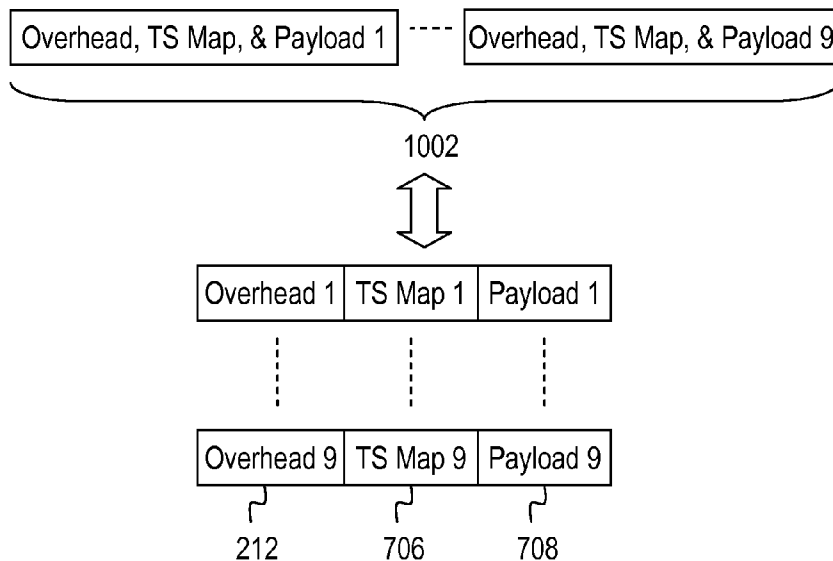 Overhead, TS Map, & Payload 1 Overhead, TS Map, & Payload 9
1002
Overhead 1 TS Map 1 Payload 1
Overhead 9 TS Map 9 Payload 9
212 706 708